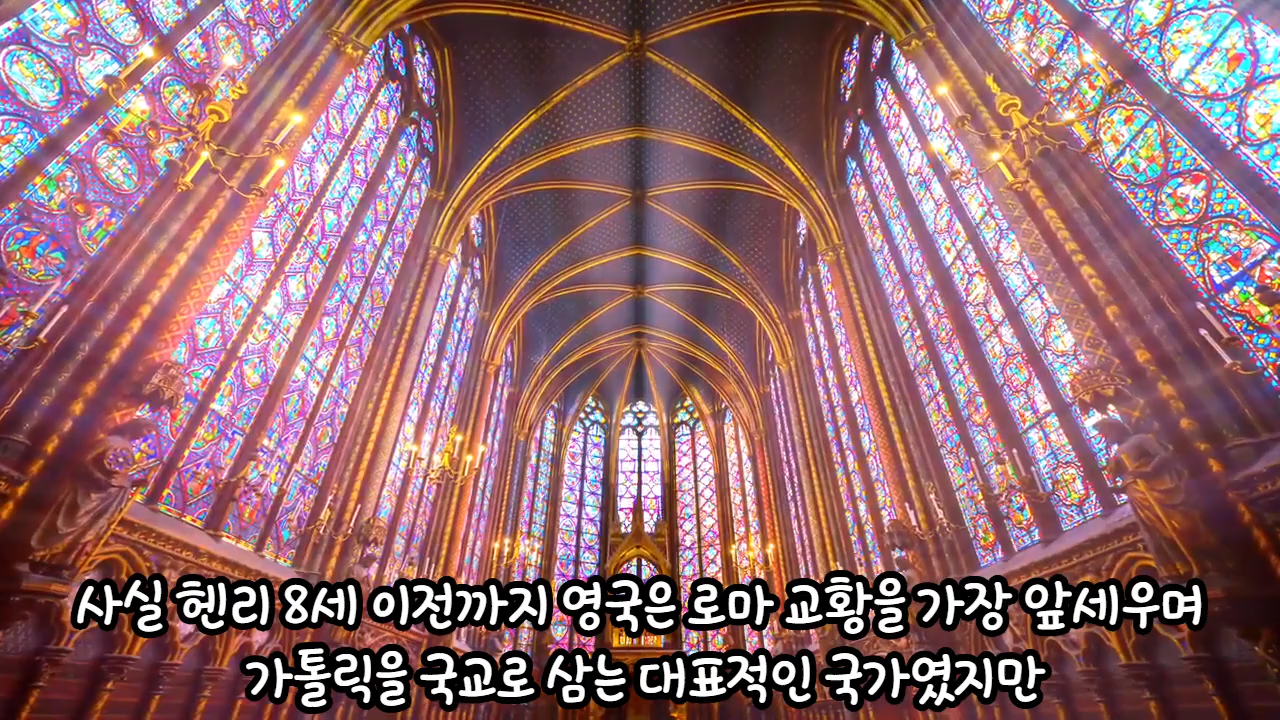 사실 헨리 8세 이전까지 영국은 로마 교황을 가장 앞세우며
가톨릭을 국교로 삼는 대표적인 국가였지만